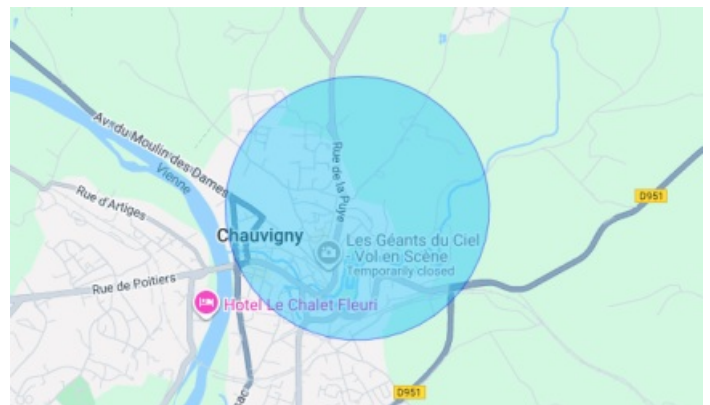 Av. du Moulin des Dames
Vienne
Rue de la Puye
Rue d'Artiges
D951
Chauvigny
Les Géants du Ciel
- Vol en Scène
Temporarily closed
Rue de Poitiers
Hotel Le Chalet Fleuri
D951